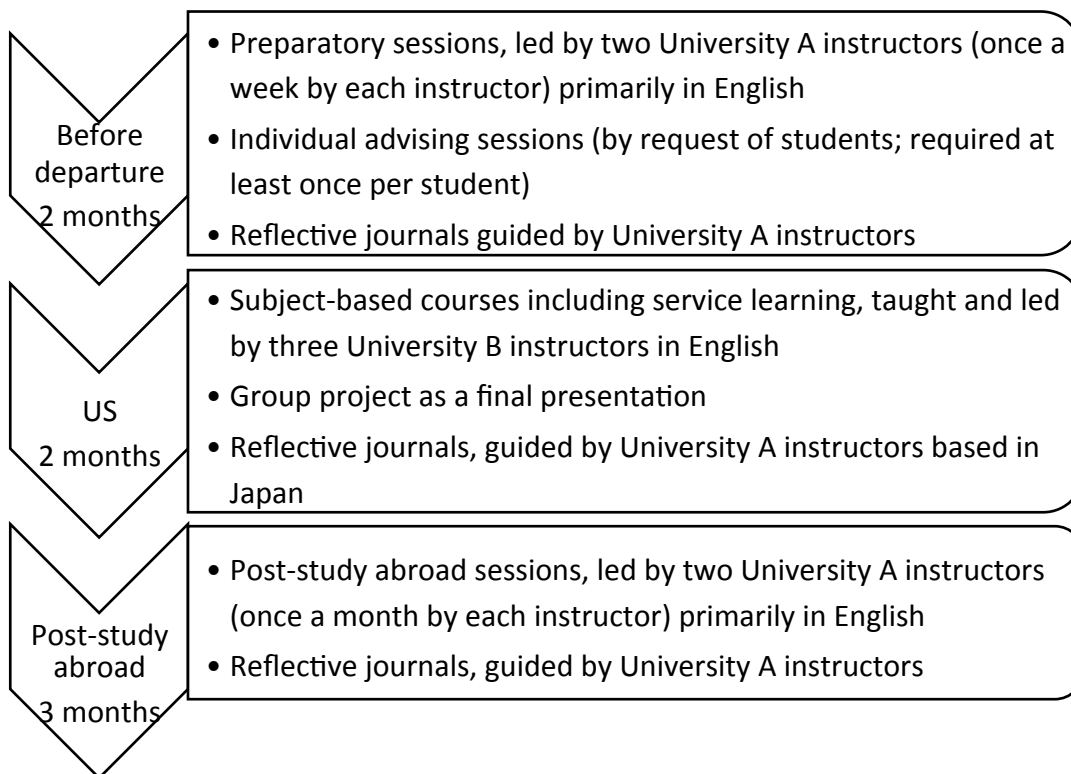 Before
departure
2 months
• Preparatory sessions, led by two University A instructors (once a
week by each instructor) primarily in English
• Individual advising sessions (by request of students; required at
least once per student)
• Reflective journals guided by University A instructors
US
2 months
• Subject-based courses including service learning, taught and led
by three University B instructors in English
• Group project as a final presentation
• Reflective journals, guided by University A instructors based in
Japan
Post-study
abroad
3 months
• Post-study abroad sessions, led by two University A instructors
(once a month by each instructor) primarily in English
• Reflective journals, guided by University A instructors